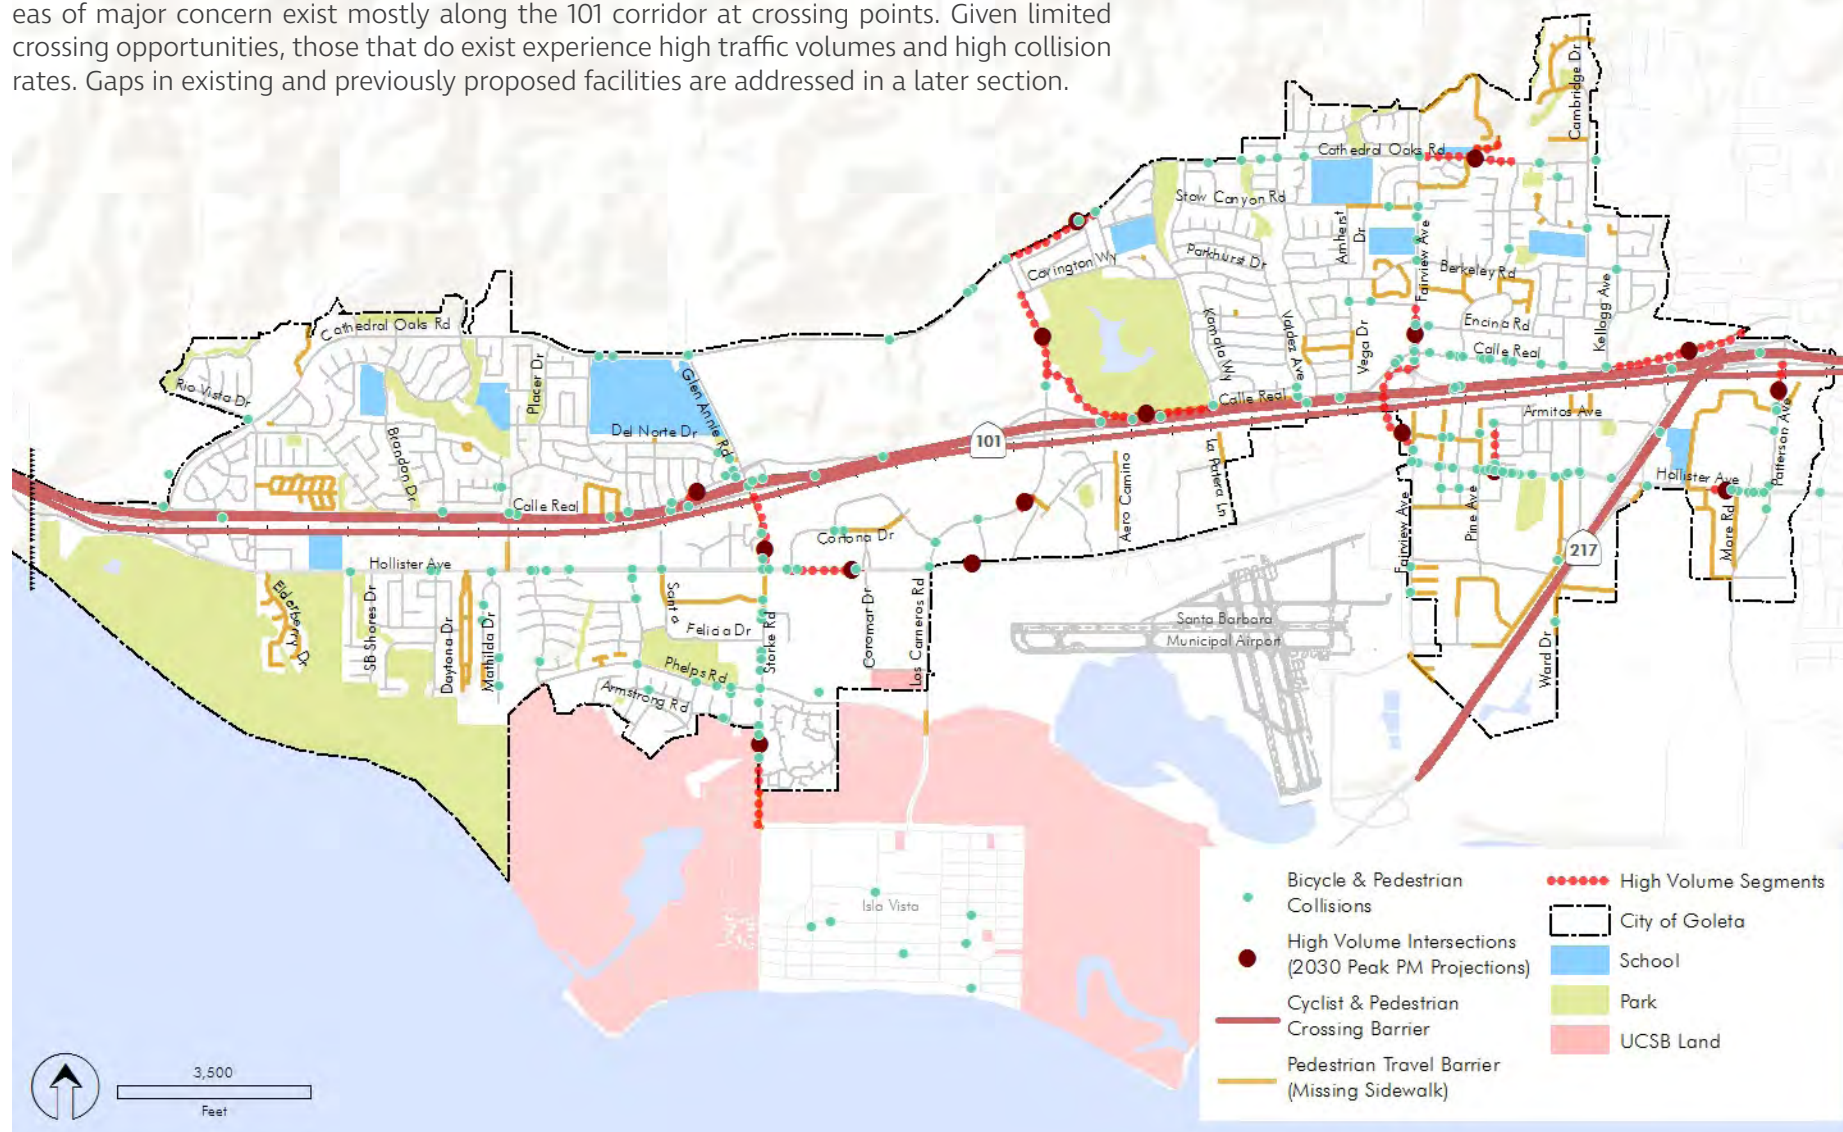 eas of major concern exist mostly along the 101 corridor at crossing points. Given limited
crossing opportunities, those that do exist experience high traffic volumes and high collision
rates. Gaps in existing and previously proposed facilities are addressed in a later section.
Cambridge Dr
Cathedral Oaks Rd
Stow Canyon Rd
Amherst
Dr
Fairview Ave
Parkhurst Dr
Covington Wy
Berkeley Rd
Kellogg Ave
Encina Rd
Calle Real
Kamala Wy
Valdez Ave
Vega Dr
Cathedral Oaks Rd
Rio Vista Dr
Placer Dr
Glen Annie Rd
Calle Real
Armitos Ave
Patterson Ave
Del Norte Dr
Brandon Dr
101
La Patera Ln
Aero Camino
Hollister Ave
Calle Real
Fairview Ave
Pine Ave
More Rd
Cortona Dr
217
Hollister Ave
Elderberry Dr
SB Shores Dr
Daytona Dr
Mathilda Dr
Santa
Felicia Dr
Storke Rd
Coromar Dr
Los Carneros Rd
Santa Barbara
Municipal Airport
Ward Dr
Phelps Rd
Armstrong Rd
Isla Vista
Bicycle & Pedestrian
Collisions
High Volume Intersections
(2030 Peak PM Projections)
Cyclist & Pedestrian
Crossing Barrier
Pedestrian Travel Barrier
(Missing Sidewalk)
High Volume Segments
City of Goleta
School
Park
UCSB Land
3,500
Feet